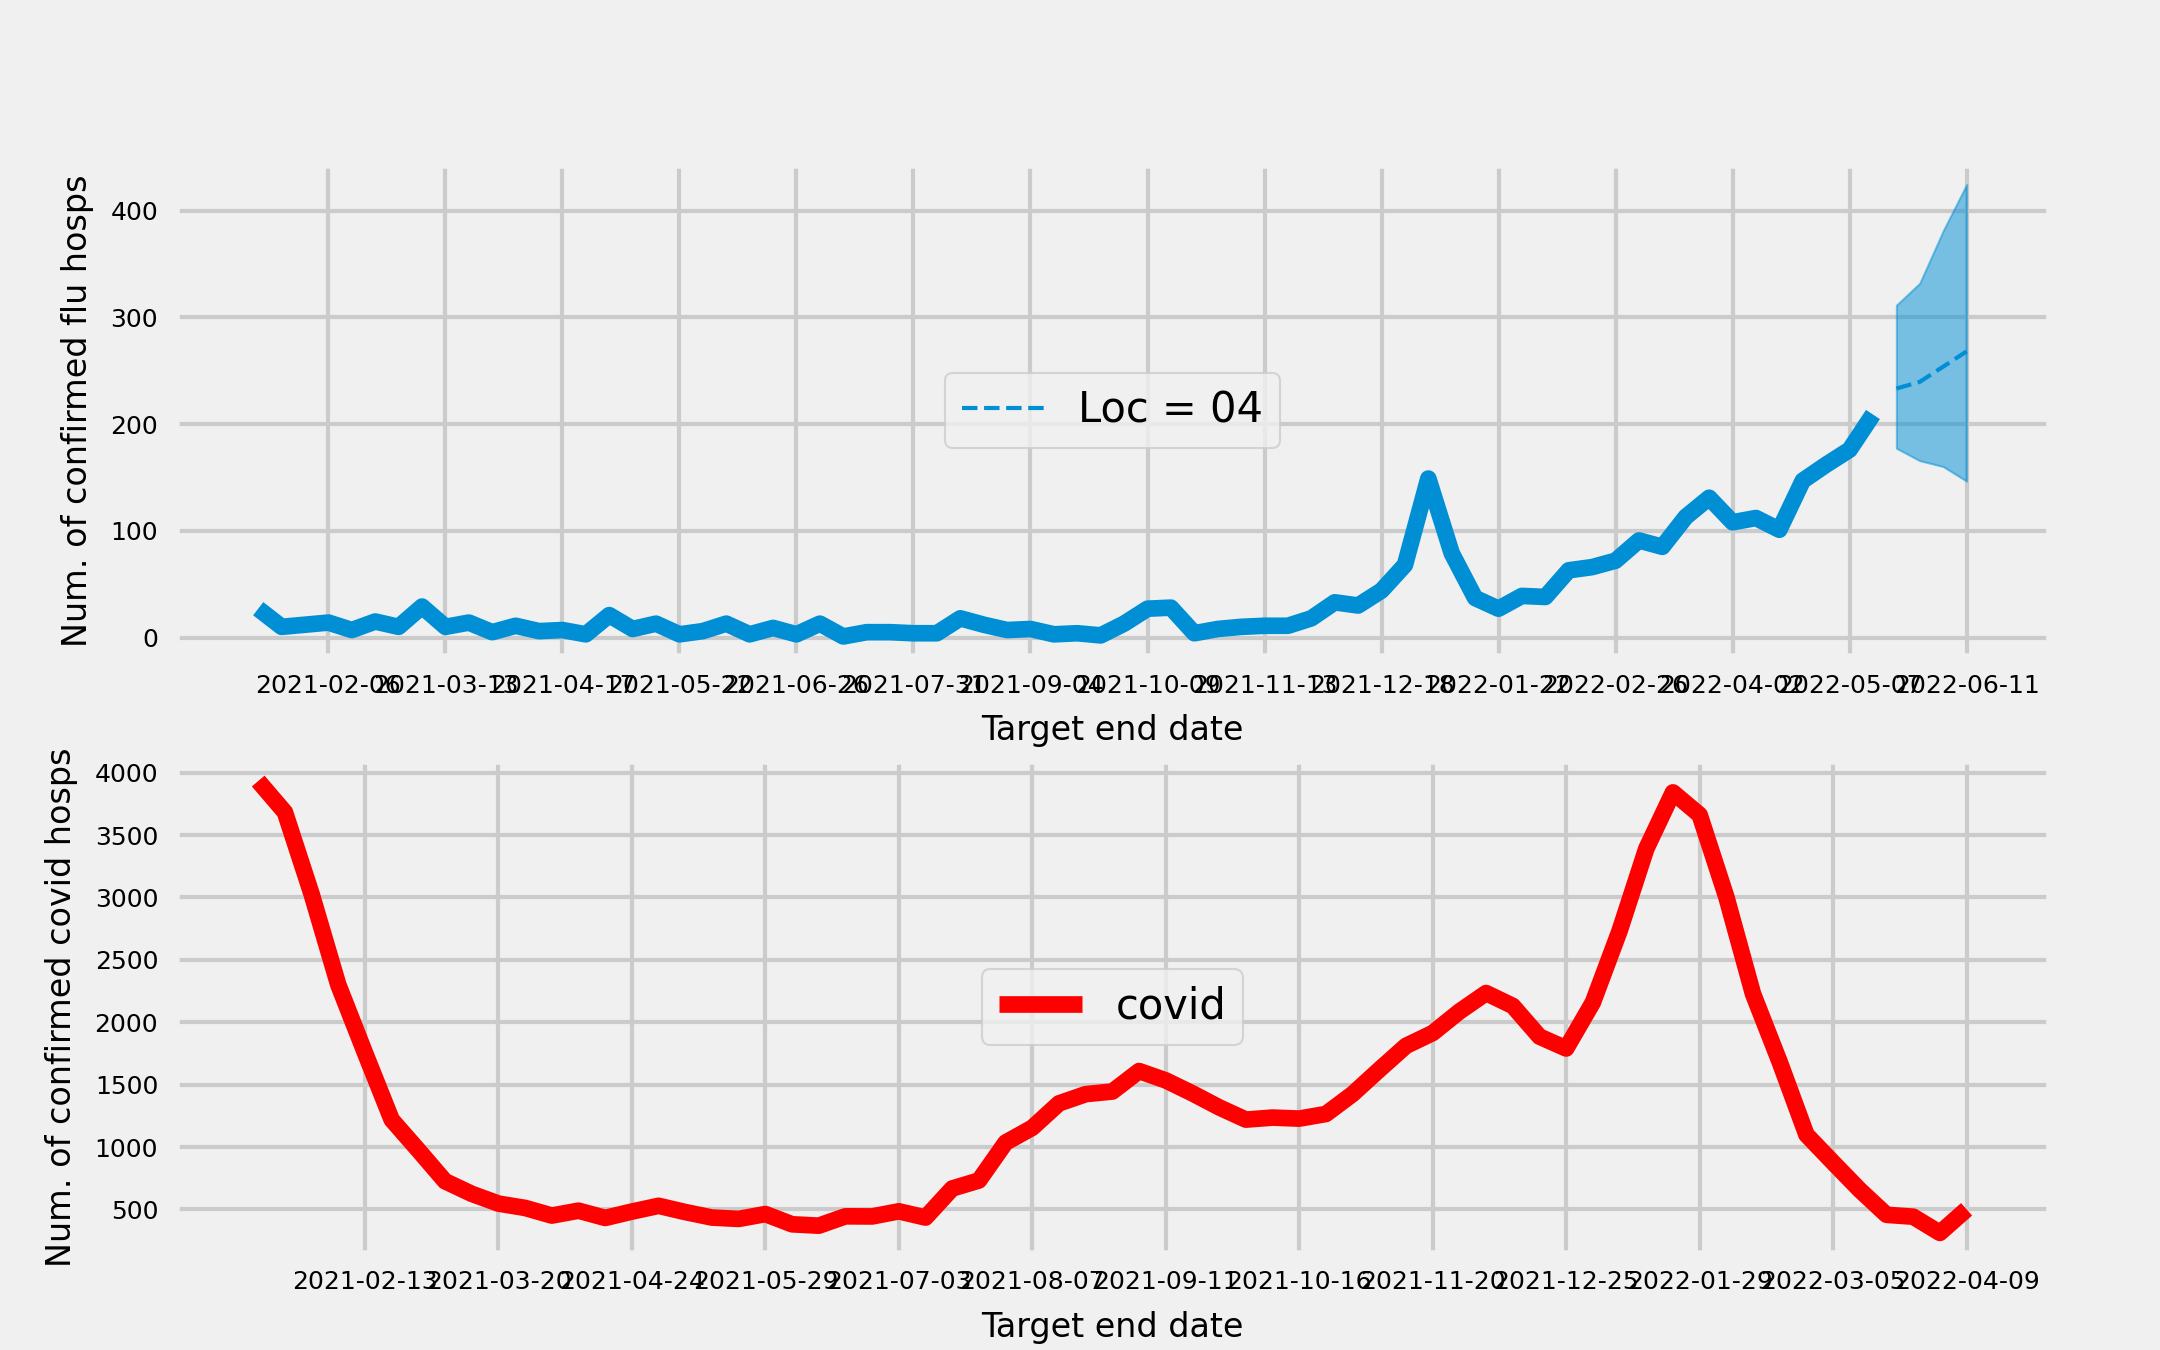 Num. of confirmed flu hosps
400
300
200
100
0
Loc = 04
2021-02-06 2021-03-13 2021-04-17 2021-05-22 2021-06-26 2021-07-31 2021-09-04 2021-10-09 2021-11-13 2021-12-18 2022-01-22 2022-02-26 2022-04-02 2022-05-07 2022-06-11
Target end date
Num. of confirmed covid hosps
4000
3500
3000
2500
2000
1500
1000
500
covid
2021-02-13 2021-03-20 2021-04-24 2021-05-29 2021-07-03 2021-08-07 2021-09-11 2021-10-16 2021-11-20 2021-12-25 2022-01-29 2022-03-05 2022-04-09
Target end date